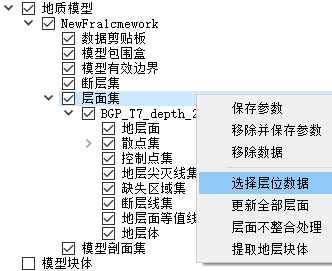 地质模型
NewFra1cmework
数据剪贴板
模型包围盒
模型有效边界
断层集
层面集
BGP_T7_depth_2
地层面
散点集
控制点集
地层尖灭线集
缺失区域集
断层线集
地层面等值线
地层体
模型剖面集
模型块体
保存参数
移除并保存参数
移除数据
选择层位数据
更新全部层面
层面不整合处理
提取地层块体